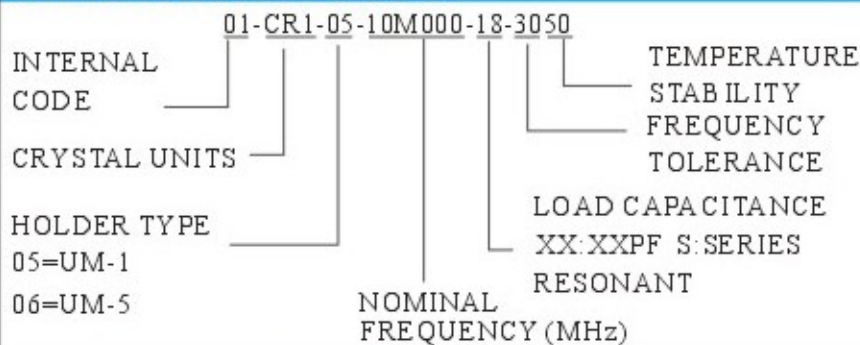 01-CR1-05-10M000-18-3050
INTERNAL
CODE
CRYSTAL UNITS
HOLDER TYPE
05=UM-1
06=UM-5
NOMINAL
FREQUENCY (MHz)
LOAD CAPACITANCE
XX:XXPF S:SERIES
RESONANT
FREQUENCY
TOLERANCE
TEMPERATURE
STABILITY